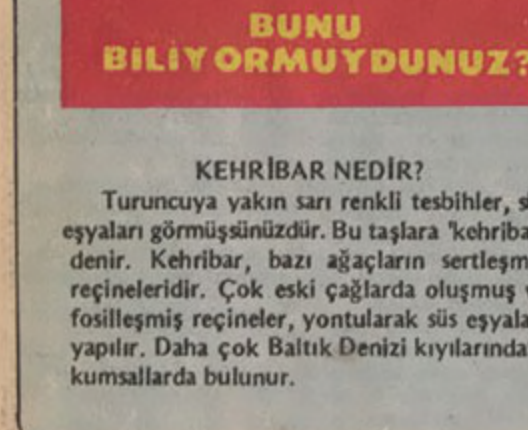 BUNU
BİLİYORMUYDUNUZ?
KEHRİBAR NEDİR?
Turuncuya yakın sarı renkli tesbihler,
eşyaları görmüşsünüzdür. Bu taşlara
denir. Kehribar, bazı ağaçların
reçineleridir. Çok eski çağlarda oluşmuş
fosilleşmiş reçineler, yontularak süs
yapılır. Daha çok Baltık Denizi kıyılarında
kumsallarda bulunur.